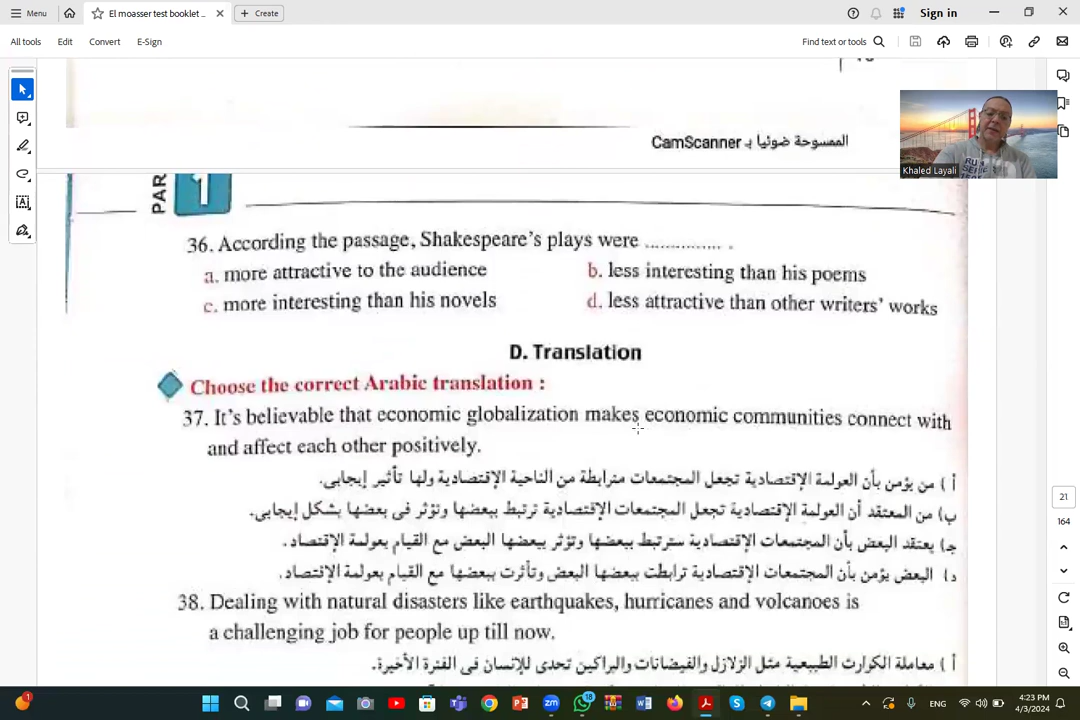 Menu
El moasser test booklet ...
Create
Sign in
All tools
Edit
Convert
E-Sign
Find text or tools
الممسوحة ضوئيا بـ CamScanner
Khaled Layali
PAR
1
36. According the passage, Shakespeare's plays were ............... .
a. more attractive to the audience
b. less interesting than his poems
c. more interesting than his novels
d. less attractive than other writers' works
D. Translation
Choose the correct Arabic translation :
37. It's believable that economic globalization makes economic communities connect with
and affect each other positively.
أ ) من يؤمن بأن العولمة الإقتصادية تجعل المجتمعات مترابطة من الناحية الإقتصادية ولها تأثير إيجابى.
ب) من المعتقد أن العولمة الإقتصادية تجعل المجتمعات الإقتصادية ترتبط ببعضها وتؤثر فى بعضها بشكل إيجابى.
جـ) يعتقد البعض بأن المجتمعات الإقتصادية سترتبط ببعضها وتؤثر ببعضها البعض مع القيام بعولمة الإقتصاد.
د) البعض يؤمن بأن المجتمعات الإقتصادية ترابطت ببعضها البعض وتأثرت ببعضها مع القيام بعولمة الإقتصاد.
38. Dealing with natural disasters like earthquakes, hurricanes and volcanoes is
a challenging job for people up till now.
أ ) معاملة الكوارث الطبيعية مثل الزلازل والفيضانات والبراكين تحدى للإنسان فى الفترة الأخيرة.
21
164
1
18
ENG
4:23 PM
4/3/2024